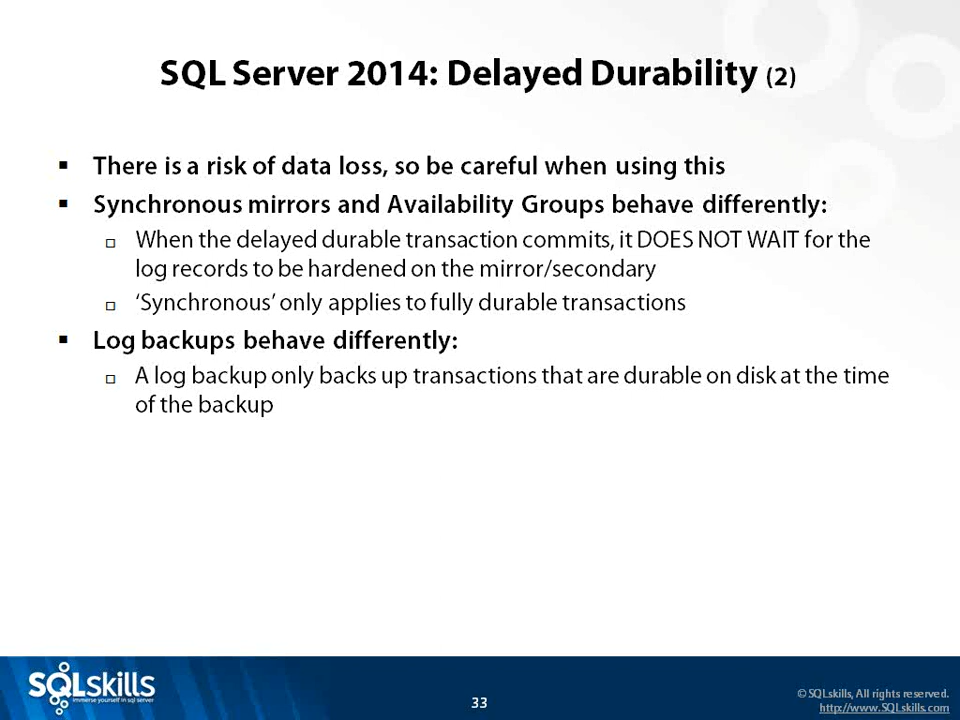 SQL Server 2014: Delayed Durability (2)
There is a risk of data loss, so be careful when using this
Synchronous mirrors and Availability Groups behave differently:
When the delayed durable transaction commits, it DOES NOT WAIT for the
log records to be hardened on the mirror/secondary
‘Synchronous’ only applies to fully durable transactions
Log backups behave differently:
A log backup only backs up transactions that are durable on disk at the time
of the backup
SQLskills
immerse yourself in sql server
33
© SQLskills, All rights reserved.
http://www.SQLskills.com